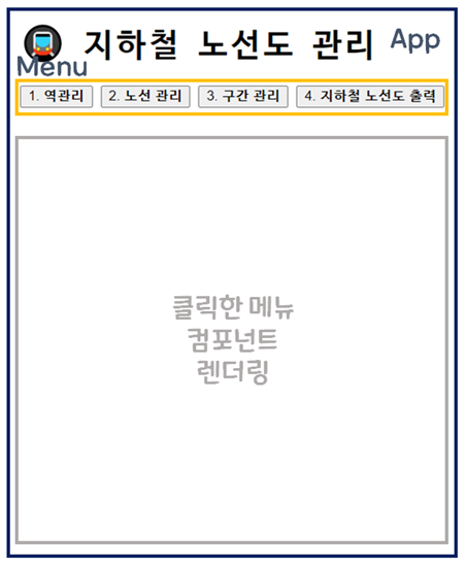 지하철 노선도 관리 App
Menu
1. 역관리 2. 노선 관리 3. 구간 관리 4. 지하철 노선도 출력
클릭한 메뉴
컴포넌트
렌더링